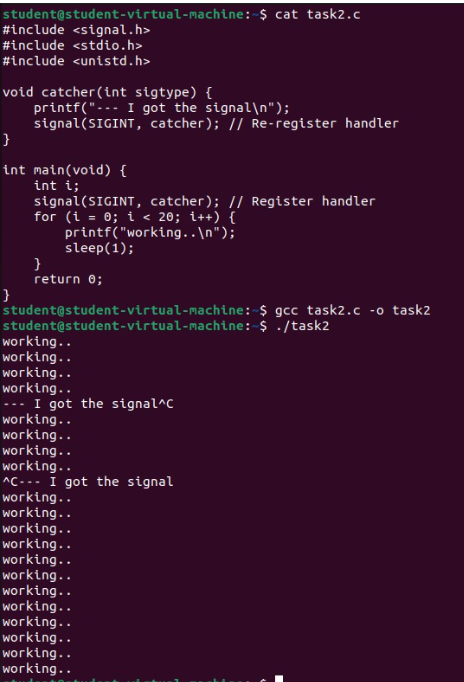 student@student-virtual-machine:~$ cat task2.c
#include <signal.h>
#include <stdio.h>
#include <unistd.h>

void catcher(int sigtype) {
    printf("--- I got the signal\n");
    signal(SIGINT, catcher); // Re-register handler
}

int main(void) {
    int i;
    signal(SIGINT, catcher); // Register handler
    for (i = 0; i < 20; i++) {
        printf("working..\n");
        sleep(1);
    }
    return 0;
}
student@student-virtual-machine:~$ gcc task2.c -o task2
student@student-virtual-machine:~$ ./task2
working..
working..
working..
working..
--- I got the signal^C
working..
working..
working..
working..
^C--- I got the signal
working..
working..
working..
working..
working..
working..
working..
working..
working..
working..
working..
working..
student@student-virtual-machine:~$